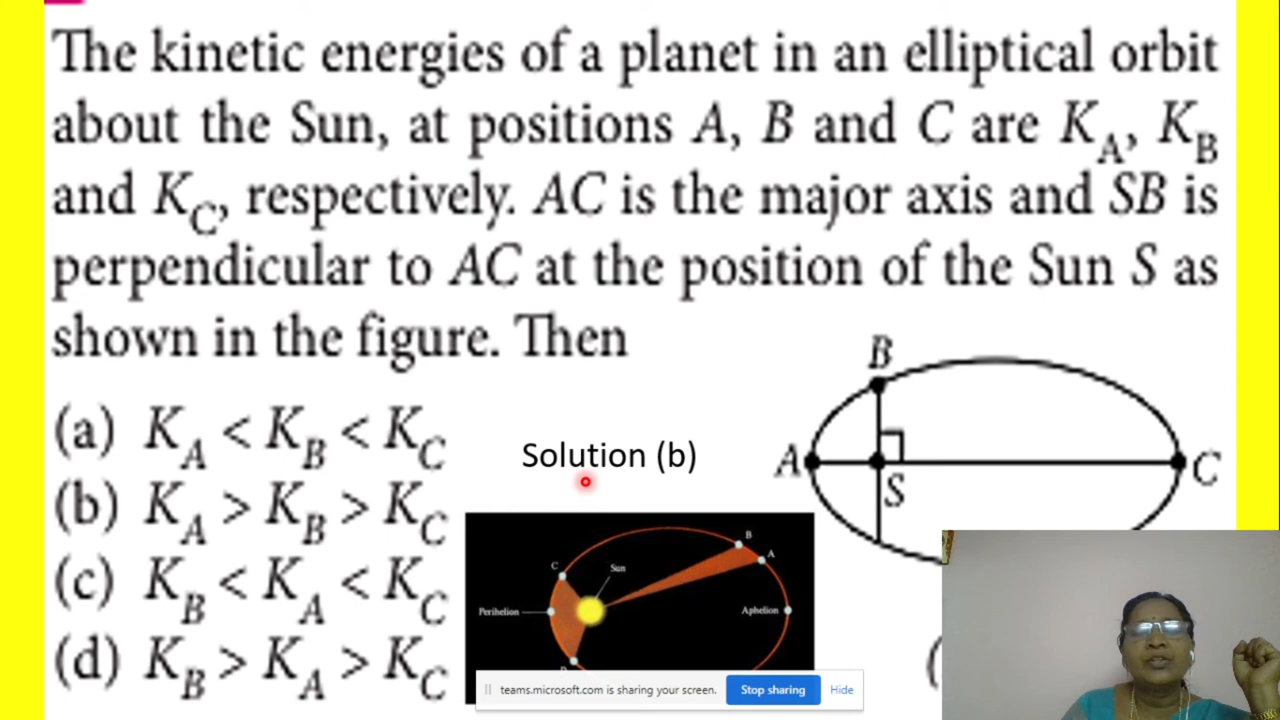 The kinetic energies of a planet in an elliptical orbit
about the Sun, at positions A, B and C are K_A, K_B
and K_C, respectively. AC is the major axis and SB is
perpendicular to AC at the position of the Sun S as
shown in the figure. Then
(a) K_A < K_B < K_C
(b) K_A > K_B > K_C
(c) K_B < K_A < K_C
(d) K_B > K_A > K_C
Solution (b)
B
A
S
C
B
A
C
Sun
Perihelion
Aphelion
teams.microsoft.com is sharing your screen.
Stop sharing
Hide